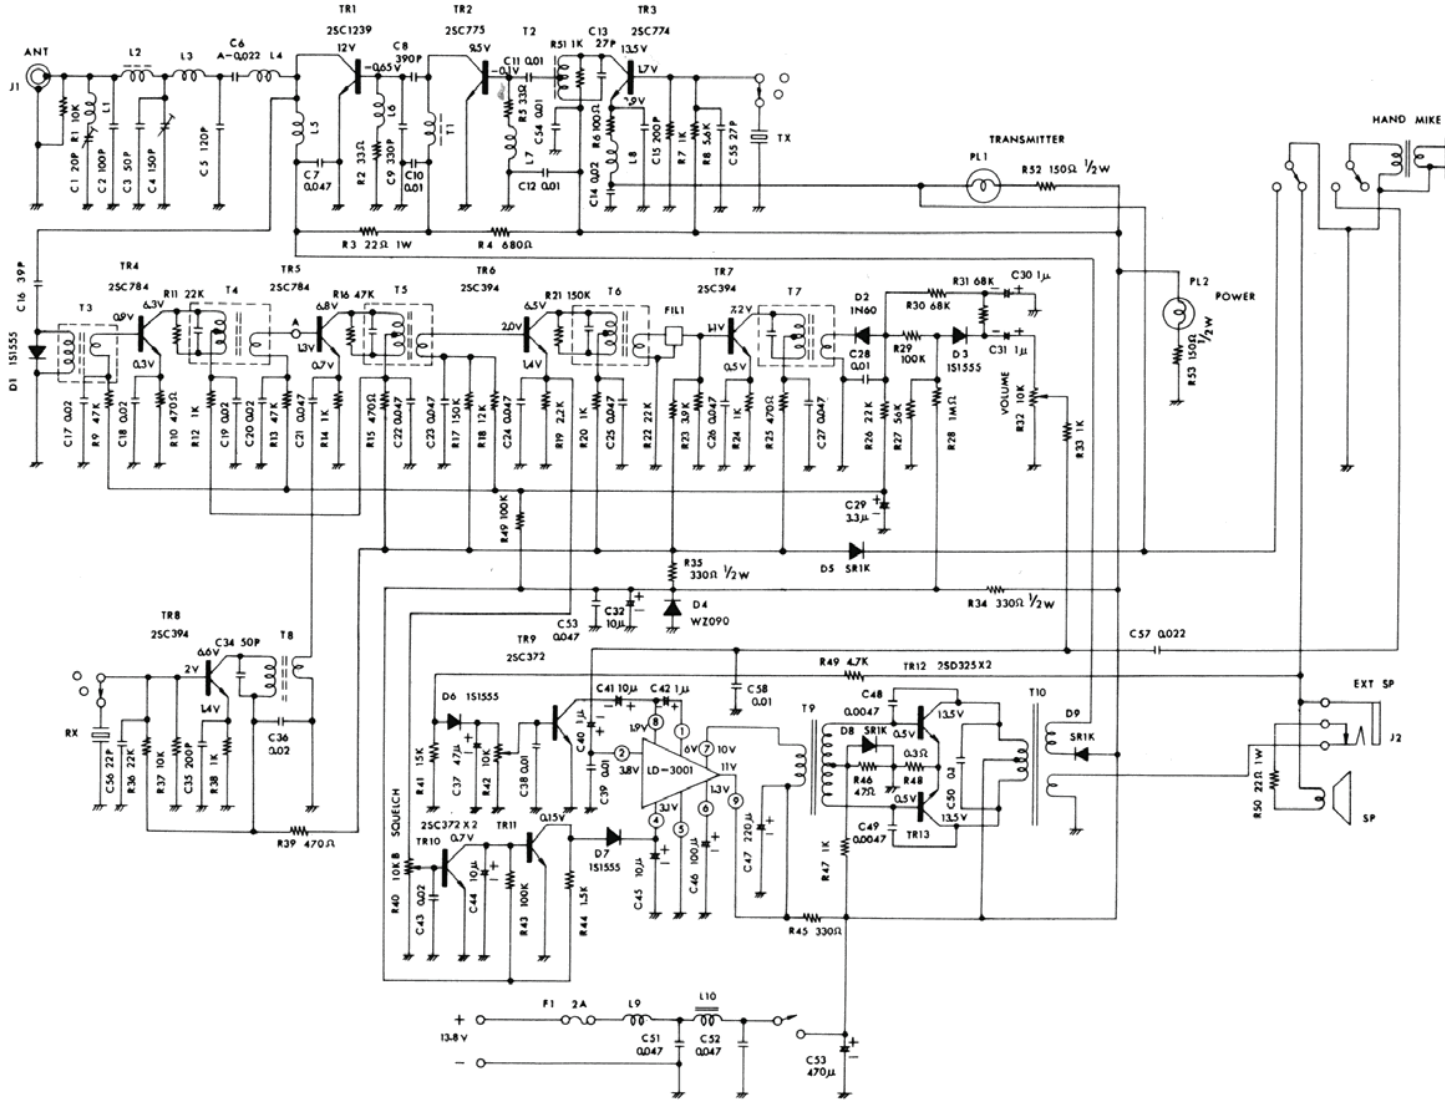 ANT
J1
L2
L3
C6
A-0.022
L4
R1 10K
L1
C1 20P
C2 100P
C3 50P
C4 150P
C5 120P
TR1
2SC1239
12V
-0.65V
C8
390P
L5
C7
0.047
L6
R2 33Ω
C9 330P
C10
0.01
T1
TR2
2SC775
9.5V
-0.1V
C11 0.01
R5 33Ω
L7
C12 0.01
T2
R51 1K
C13
27P
C54 0.01
TR3
2SC774
13.5V
1.7V
R6 100Ω
C14 0.02
L8
C15 200P
R7 1K
R8 5.6K
C55 27P
TX
TRANSMITTER
PL1
R52 150Ω 1/2W
HAND MIKE
R3 22Ω 1W
R4 680Ω
C16 39P
D1 1S1555
T3
C17 0.02
R9 47K
C18 0.02
TR4
2SC784
6.3V
0.9V
0.3V
R10 470Ω
R11 22K
T4
R12 1K
C19 0.02
C20 0.02
R13 47K
TR5
2SC784
A
6.8V
1.3V
0.7V
C21 0.047
R14 1K
R16 47K
T5
R15 470Ω
C22 0.047
C23 0.047
R17 150K
R18 12K
TR6
2SC394
6.5V
2.0V
1.4V
C24 0.047
R19 2.2K
R21 150K
T6
R20 1K
C25 0.047
R22 22K
FIL1
R23 3.9K
TR7
2SC394
7.2V
1.1V
0.5V
C26 0.047
R24 1K
T7
R25 470Ω
C27 0.047
D2
1N60
C28
0.01
R26 22K
R27 56K
R28 1MΩ
R29
100K
R30 68K
R31 68K
D3
1S1555
C30 1μ
C31 1μ
VOLUME
R32 10K
R33 1K
PL2
POWER
R53 150Ω 1/2W
C29
3.3μ
R49 100K
R35
330Ω 1/2W
D5 SR1K
D4
WZ090
C53
0.047
C32
10μ
R34 330Ω 1/2W
C57 0.022
TR8
2SC394
C34 50P
T8
6.6V
2V
1.4V
RX
C56 22P
R36 22K
R37 10K
C35 200P
R38 1K
C36
0.02
R39 470Ω
TR9
2SC372
D6 1S1555
R41 15K
C37 47μ
R42 10K
C38 0.01
C40 1μ
C39 0.01
C41 10μ
C42 1μ
1.9V
8
1
2
3.8V
LD-3001
6V
7
10V
11V
1.3V
3.1V
4
5
6
9
C58
0.01
R49 4.7K
T9
C48
0.0047
TR12 2SD325X2
13.5V
0.5V
D8
SR1K
0.3Ω
R46
47Ω
R48
0.5V
13.5V
TR13
C49
0.0047
C50 0.1
T10
D9
SR1K
EXT SP
J2
R50 22Ω 1W
SP
R40 10KB SQUELCH
C43 0.02
2SC372X2
TR10
0.7V
C44 10μ
R43 100K
TR11
0.15V
R44 1.5K
D7
1S1555
C45 10μ
C46 100μ
C47 220μ
R47 1K
R45 330Ω
+
13.8V
-
F1 2A
L9
L10
C51
0.047
C52
0.047
C53
470μ